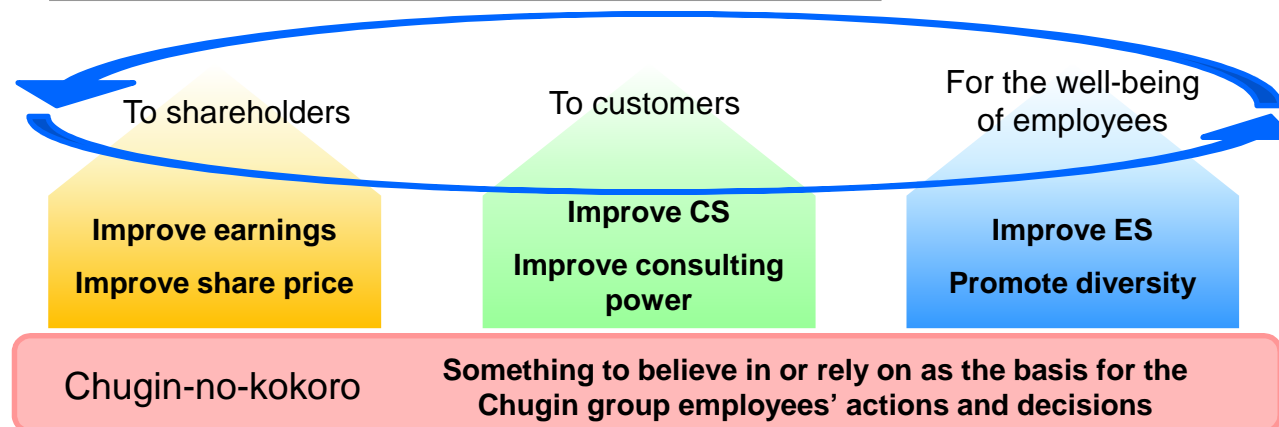 To shareholders
To customers
For the well-being
of employees
Improve earnings
Improve share price
Improve CS
Improve consulting
power
Improve ES
Promote diversity
Chugin-no-kokoro
Something to believe in or rely on as the basis for the
Chugin group employees’ actions and decisions